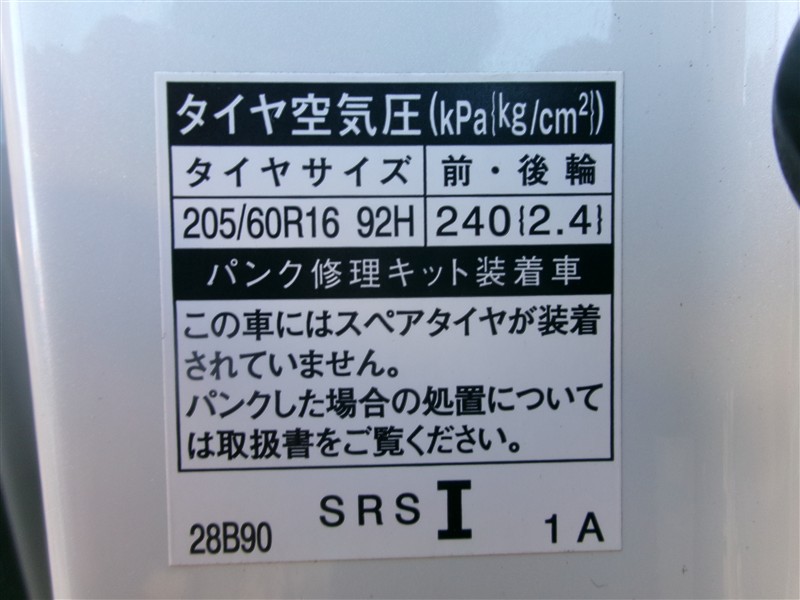 タイヤ空気圧(kPa{kg/cm²})
タイヤサイズ 前・後輪
205/60R16 92H 240{2.4}
パンク修理キット装着車
この車にはスペアタイヤが装着
されていません。
パンクした場合の処置について
は取扱書をご覧ください。
28B90 SRS I 1A